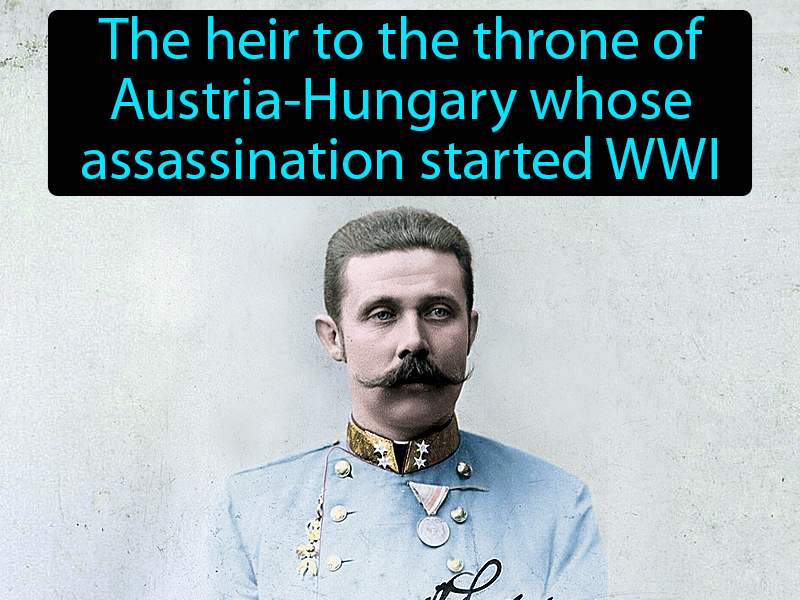 The heir to the throne of
Austria-Hungary whose
assassination started WWI